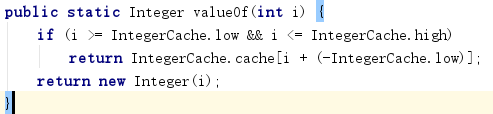 public static Integer valueOf(int i) {
if (i >= IntegerCache.low && i <= IntegerCache.high)
return IntegerCache.cache[i + (-IntegerCache.low)];
return new Integer(i);
}